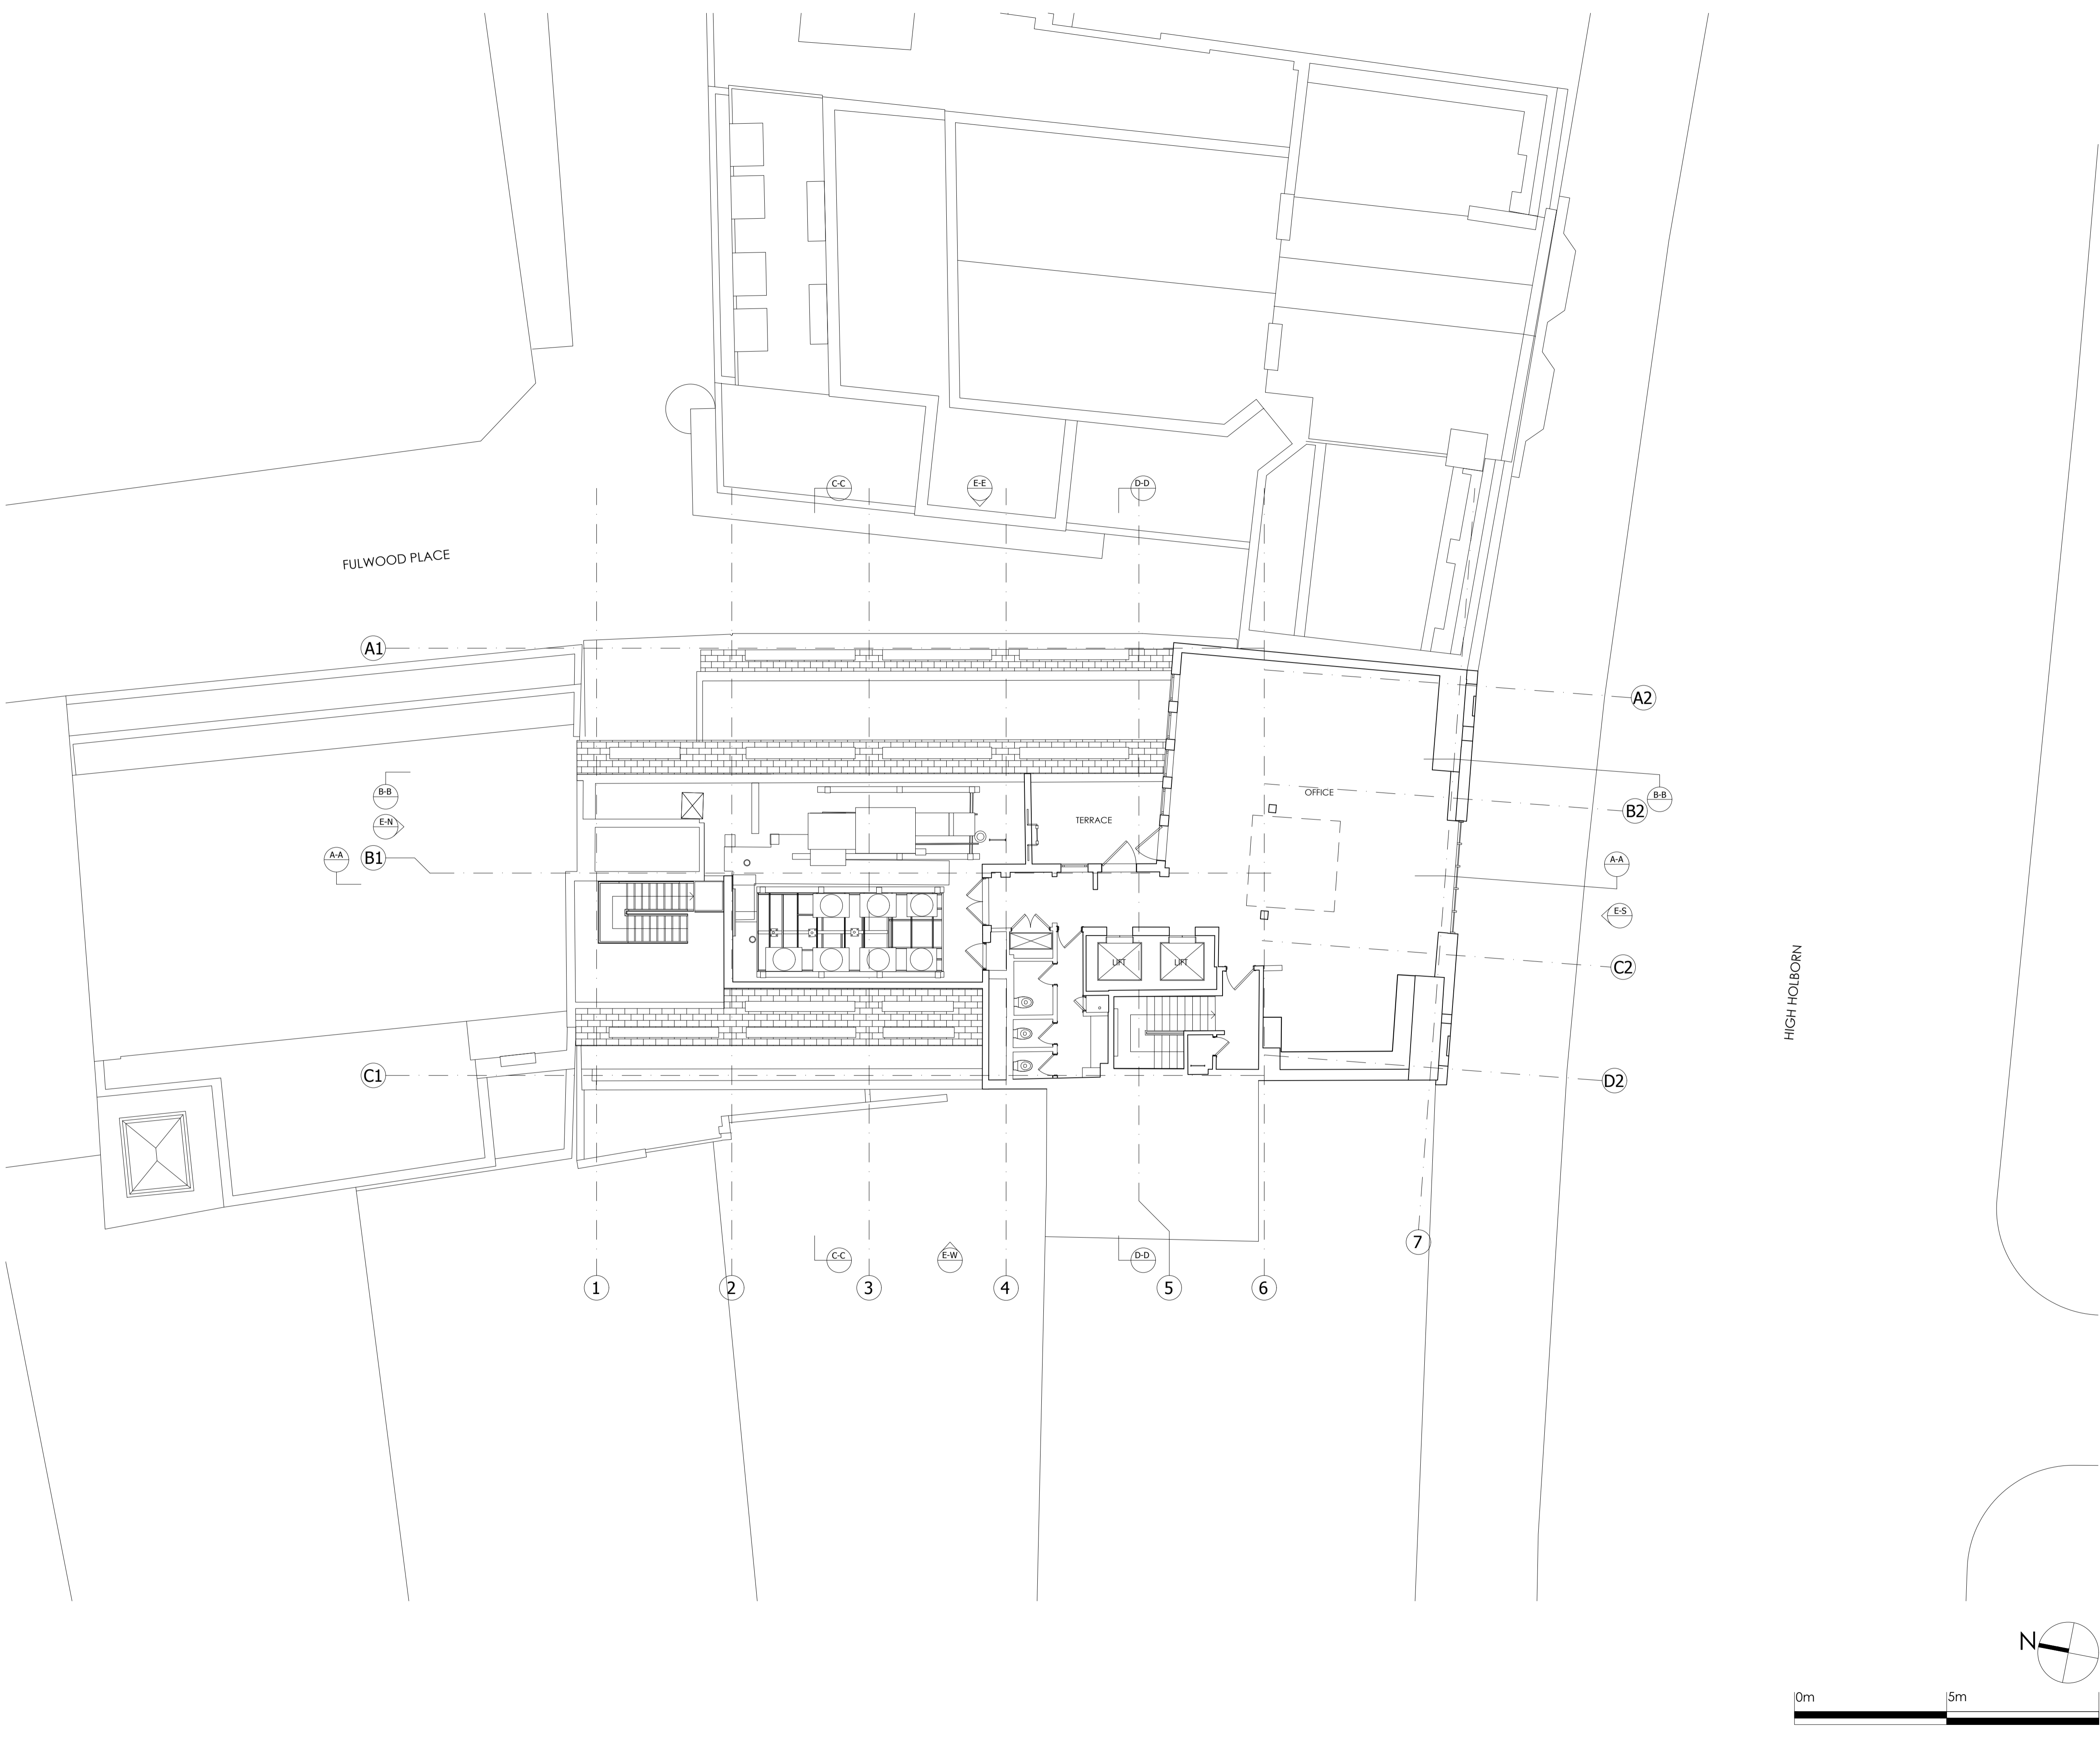 C-C
E-E
D-D
FULWOOD PLACE
A1
A2
B-B
OFFICE
B-B
B2
TERRACE
E-N
A-A
B1
A-A
E-S
LIFT
LIFT
C2
HIGH HOLBORN
C1
D2
7
C-C
E-W
D-D
1
2
3
4
5
6
N
0m
5m